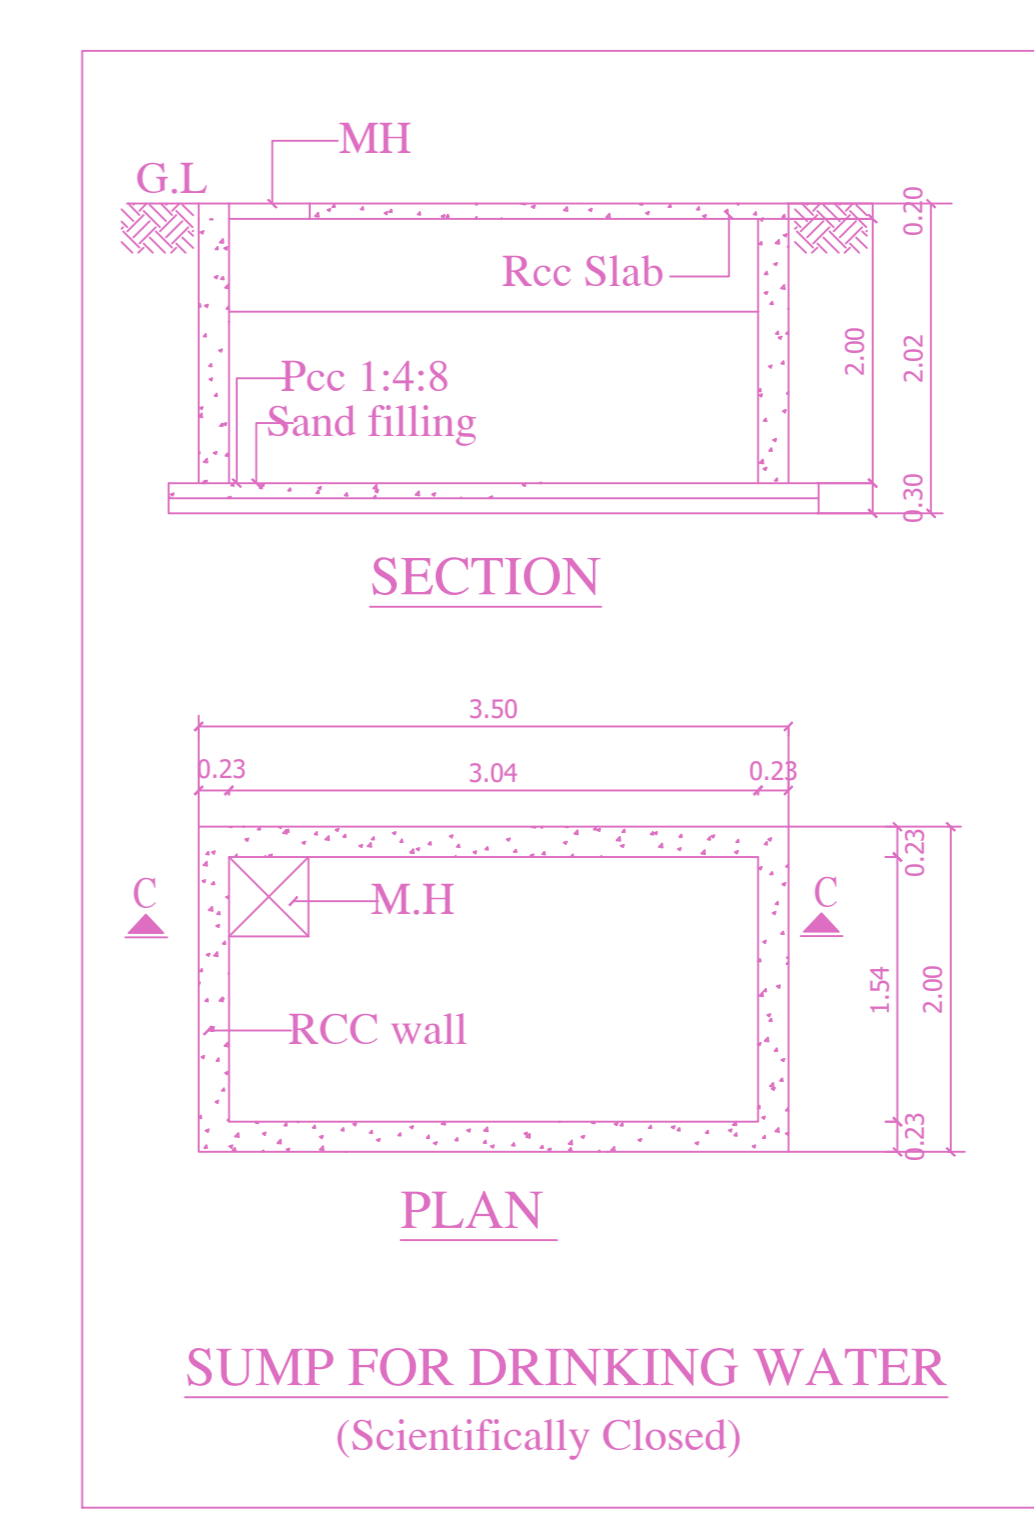 MH
G.L
0.20
Rcc Slab
2.00
2.02
Pcc 1:4:8
Sand filling
0.30
SECTION
3.50
0.23
3.04
0.23
0.23
C
M.H
C
1.54
2.00
RCC wall
0.23
PLAN
SUMP FOR DRINKING WATER
(Scientifically Closed)